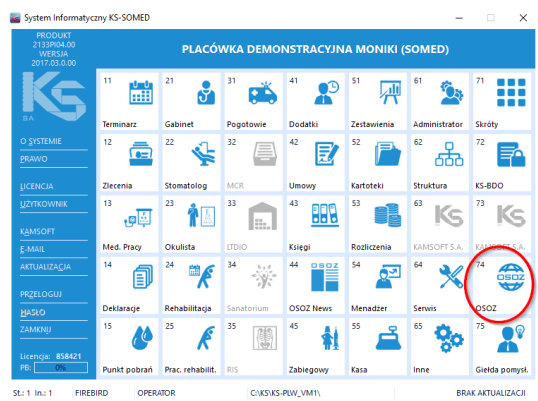 System Informatyczny KS-SOMED
PRODUKT
2133PI04.00
WERSJA
2017.03.0.00
KS
BA
PLACÓWKA DEMONSTRACYJNA MONIKI (SOMED)
O SYSTEMIE
PRAWO
LICENCJA
UŻYTKOWNIK
KAMSOFT
E-MAIL
AKTUALIZACJA
PRZELOGUJ
HASŁO
ZAMKNIJ
Licencja: 858421
PB: 0%
11 21 31 41 51 61 71
Terminarz Gabinet Pogotowie Dodatki Zestawienia Administrator Skróty
12 22 32 42 52 62 72
Zlecenia Stomatolog MCR Umowy Kartoteki Struktura KS-BDO
13 23 33 43 53 63 KS 73 KS
Med. Pracy Okulista LTDIO Księgi Rozliczenia KAMSOFT S.A. KAMSOFT S.A.
14 24 34 44 OSOZ 54 64 74 OSOZ
Deklaracje Rehabilitacja Sanatorium OSOZ News Menadżer Serwis OSOZ
15 25 35 45 55 65 75
Punkt pobrań Prac. rehabilit. RIS Zabiegowy Kasa Inne Giełda pomysł.
St.: 1 In.: 1 FIREBIRD OPERATOR C:\KS\KS-PLW_VM1\ BRAK AKTUALIZACJI